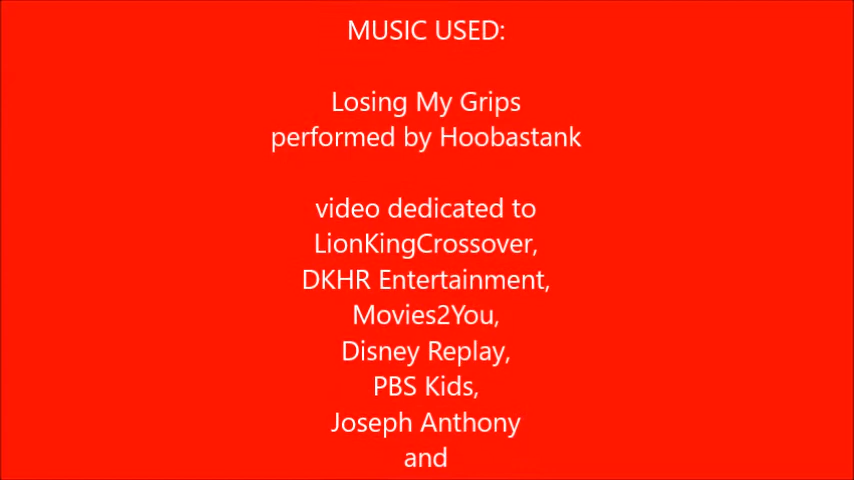 MUSIC USED:
Losing My Grips
performed by Hoobastank
video dedicated to
LionKingCrossover,
DKHR Entertainment,
Movies2You,
Disney Replay,
PBS Kids,
Joseph Anthony
and